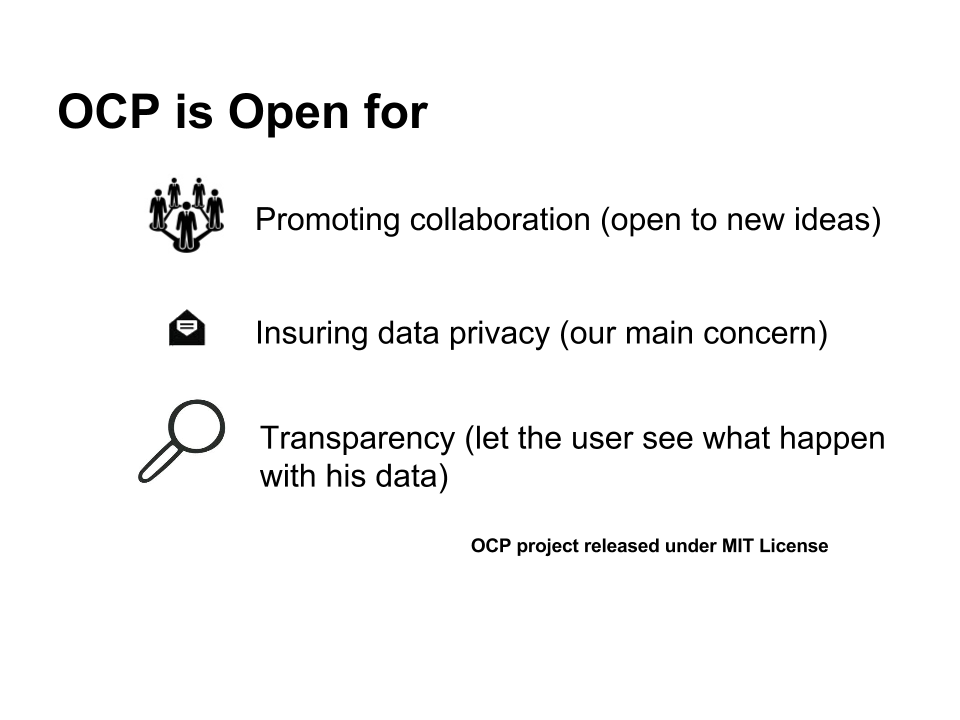 OCP is Open for
Promoting collaboration (open to new ideas)
Insuring data privacy (our main concern)
Transparency (let the user see what happen
with his data)
OCP project released under MIT License